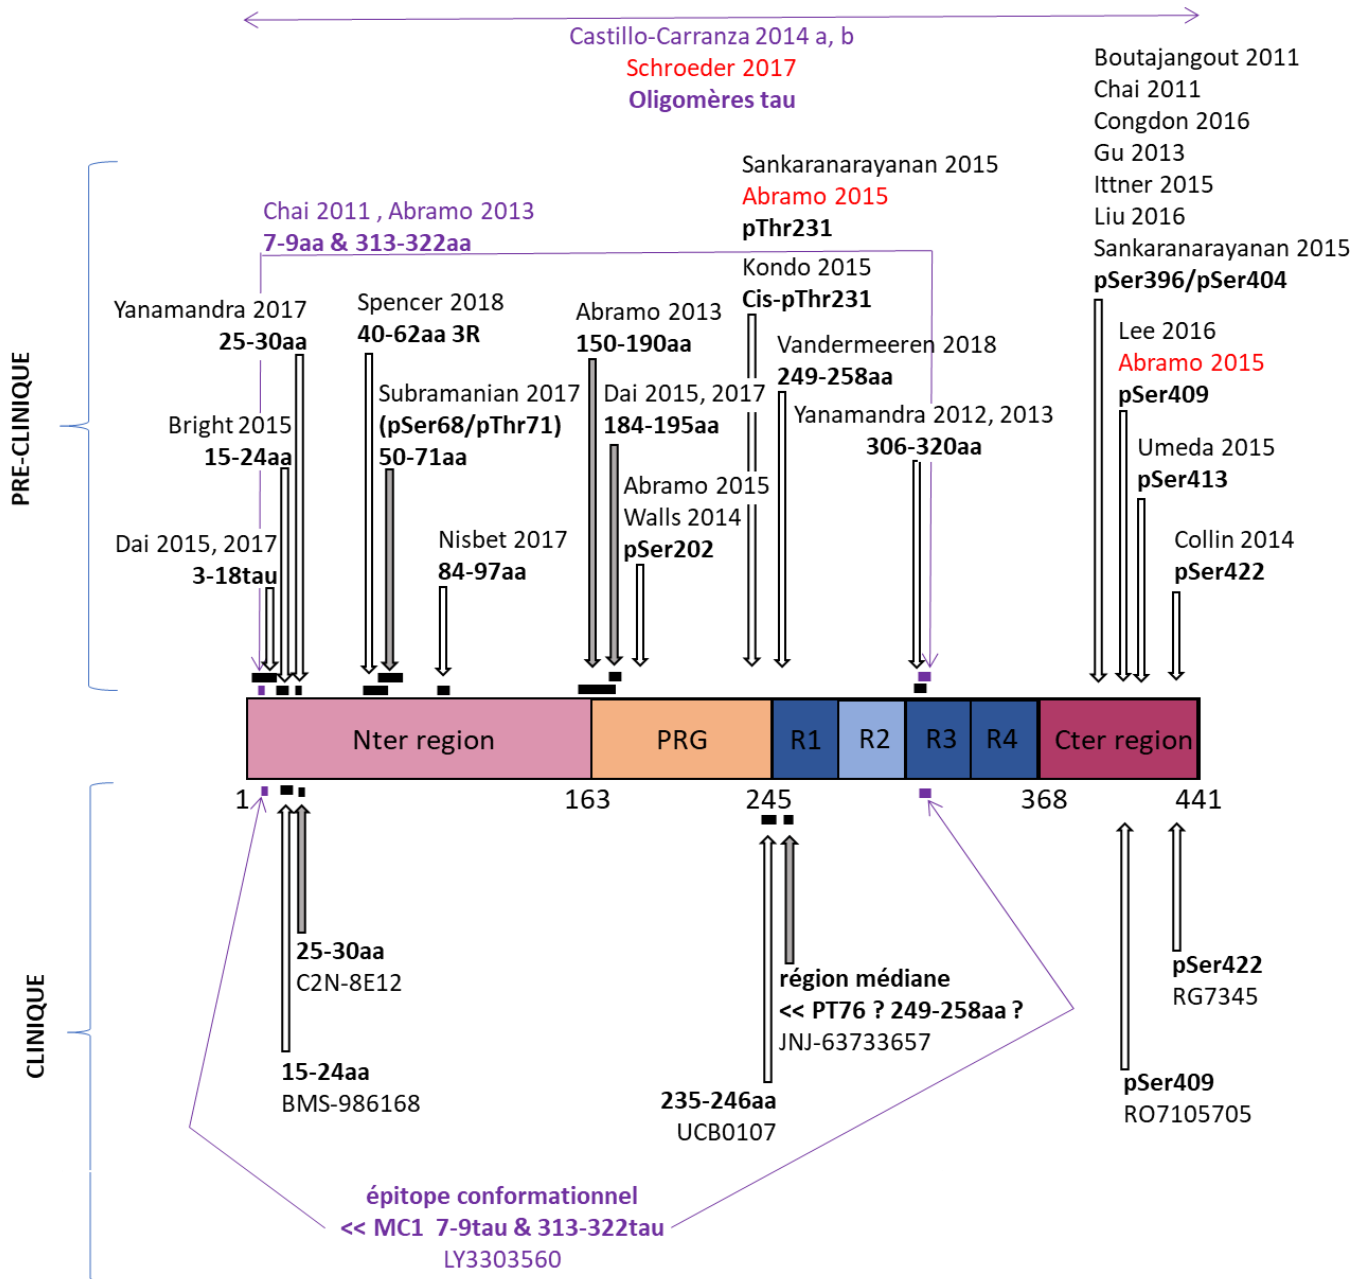 Castillo-Carranza 2014 a, b
Schroeder 2017
Oligomères tau
Boutajangout 2011
Chai 2011
Congdon 2016
Gu 2013
Ittner 2015
Liu 2016
Sankaranarayanan 2015
pSer396/pSer404
Sankaranarayanan 2015
Abramo 2015
pThr231
Chai 2011 , Abramo 2013
7-9aa & 313-322aa
Kondo 2015
Cis-pThr231
PRE-CLINIQUE
Yanamandra 2017
25-30aa
Spencer 2018
40-62aa 3R
Abramo 2013
150-190aa
Vandermeeren 2018
249-258aa
Lee 2016
Abramo 2015
pSer409
Bright 2015
15-24aa
Subramanian 2017
(pSer68/pThr71)
50-71aa
Dai 2015, 2017
184-195aa
Yanamandra 2012, 2013
306-320aa
Umeda 2015
pSer413
Dai 2015, 2017
3-18tau
Nisbet 2017
84-97aa
Abramo 2015
Walls 2014
pSer202
Collin 2014
pSer422
Nter region
PRG
R1
R2
R3
R4
Cter region
1
163
245
368
441
CLINIQUE
25-30aa
C2N-8E12
région médiane
<< PT76 ? 249-258aa ?
JNJ-63733657
pSer422
RG7345
15-24aa
BMS-986168
235-246aa
UCB0107
pSer409
RO7105705
épitope conformationnel
<< MC1 7-9tau & 313-322tau
LY3303560